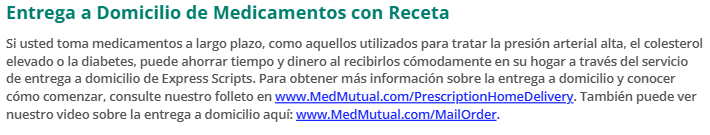 Entrega a Domicilio de Medicamentos con Receta
Si usted toma medicamentos a largo plazo, como aquellos utilizados para tratar la presión arterial alta, el colesterol
elevado o la diabetes, puede ahorrar tiempo y dinero al recibirlos cómodamente en su hogar a través del servicio
de entrega a domicilio de Express Scripts. Para obtener más información sobre la entrega a domicilio y conocer
cómo comenzar, consulte nuestro folleto en www.MedMutual.com/PrescriptionHomeDelivery. También puede ver
nuestro video sobre la entrega a domicilio aquí: www.MedMutual.com/MailOrder.